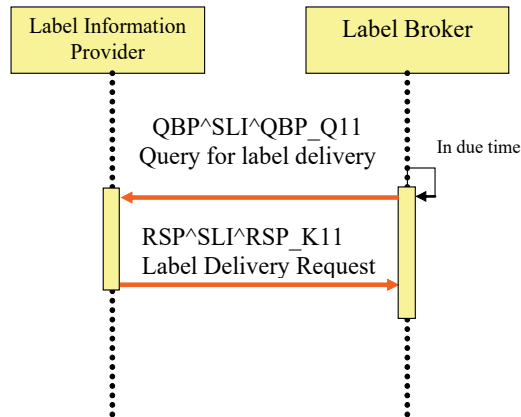 Label Information
Provider
Label Broker
QBP^SLI^QBP_Q11
Query for label delivery
In due time
RSP^SLI^RSP_K11
Label Delivery Request